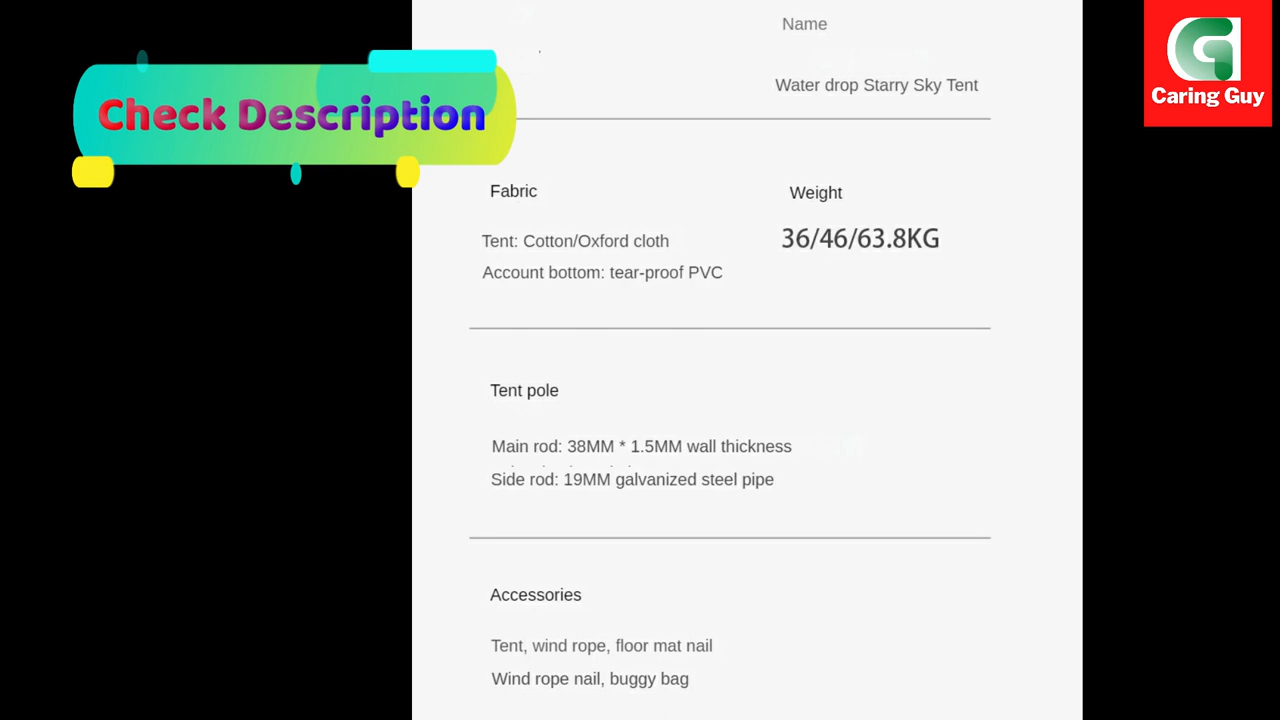 Name
Caring Guy
Check Description
Water drop Starry Sky Tent
Fabric
Weight
Tent: Cotton/Oxford cloth
36/46/63.8KG
Account bottom: tear-proof PVC
Tent pole
Main rod: 38MM * 1.5MM wall thickness
Side rod: 19MM galvanized steel pipe
Accessories
Tent, wind rope, floor mat nail
Wind rope nail, buggy bag